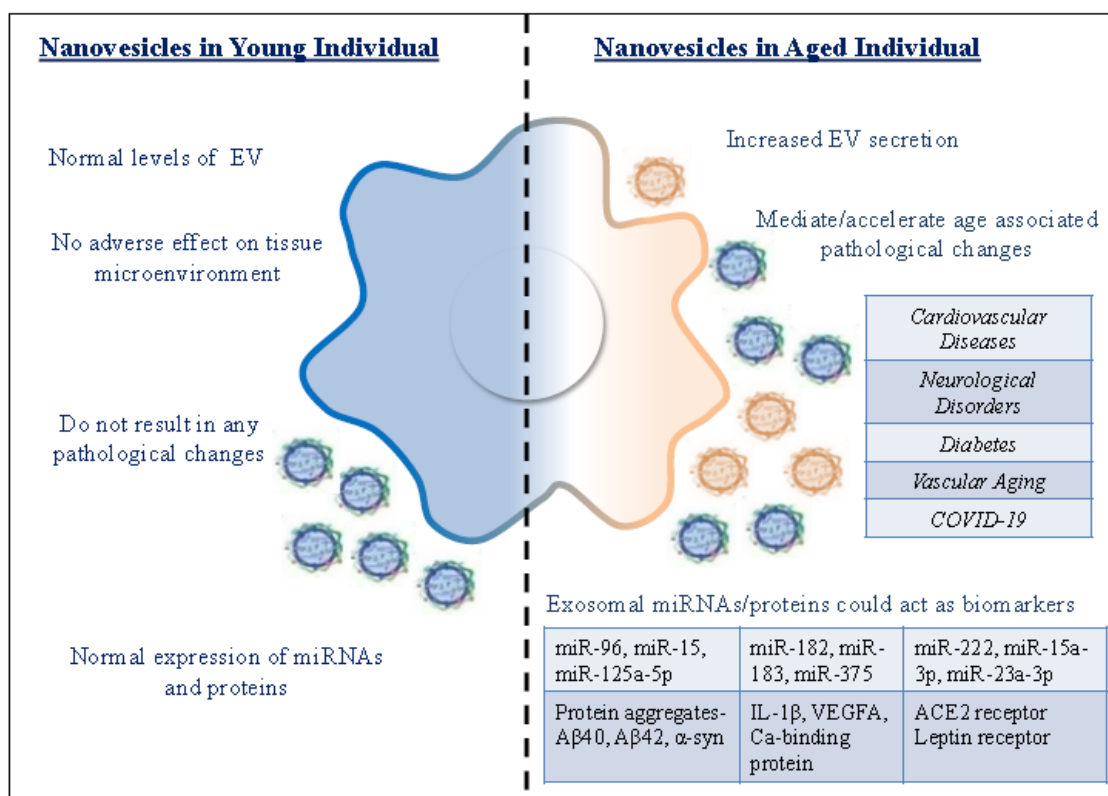 Nanovesicles in Young Individual
Normal levels of EV
No adverse effect on tissue
microenvironment
Do not result in any
pathological changes
Normal expression of miRNAs
and proteins
Nanovesicles in Aged Individual
Increased EV secretion
Mediate/accelerate age associated
pathological changes
Cardiovascular
Diseases
Neurological
Disorders
Diabetes
Vascular Aging
COVID-19
Exosomal miRNAs/proteins could act as biomarkers
miR-96, miR-15,
miR-125a-5p
miR-182, miR-
183, miR-375
miR-222, miR-15a-
3p, miR-23a-3p
Protein aggregates-
Aβ40, Aβ42, α-syn
IL-1β, VEGFA,
Ca-binding
protein
ACE2 receptor
Leptin receptor